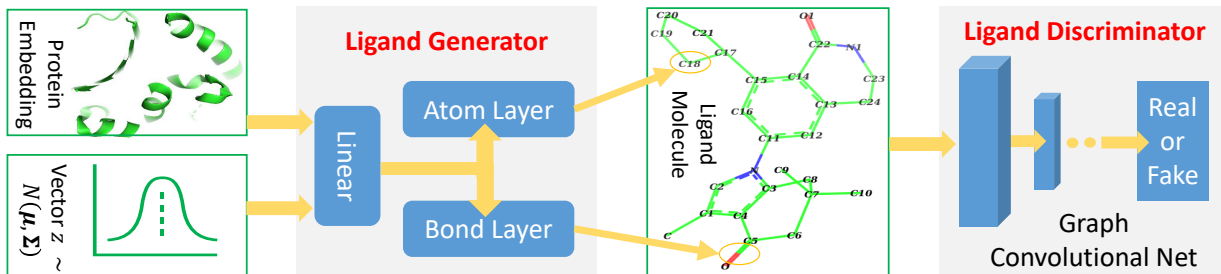 Protein
Embedding
Vector z ~
N(μ, Σ)
Ligand Generator
Linear
Atom Layer
Bond Layer
Ligand
Molecule
C20
O1
C19
C21
C17
C22
N1
C18
C15
C14
C23
C16
C13
C24
C11
C12
N
C9
C8
C2
C3
C7
C10
C1
C4
C
C5
C6
O
Ligand Discriminator
Real
or
Fake
Graph
Convolutional Net